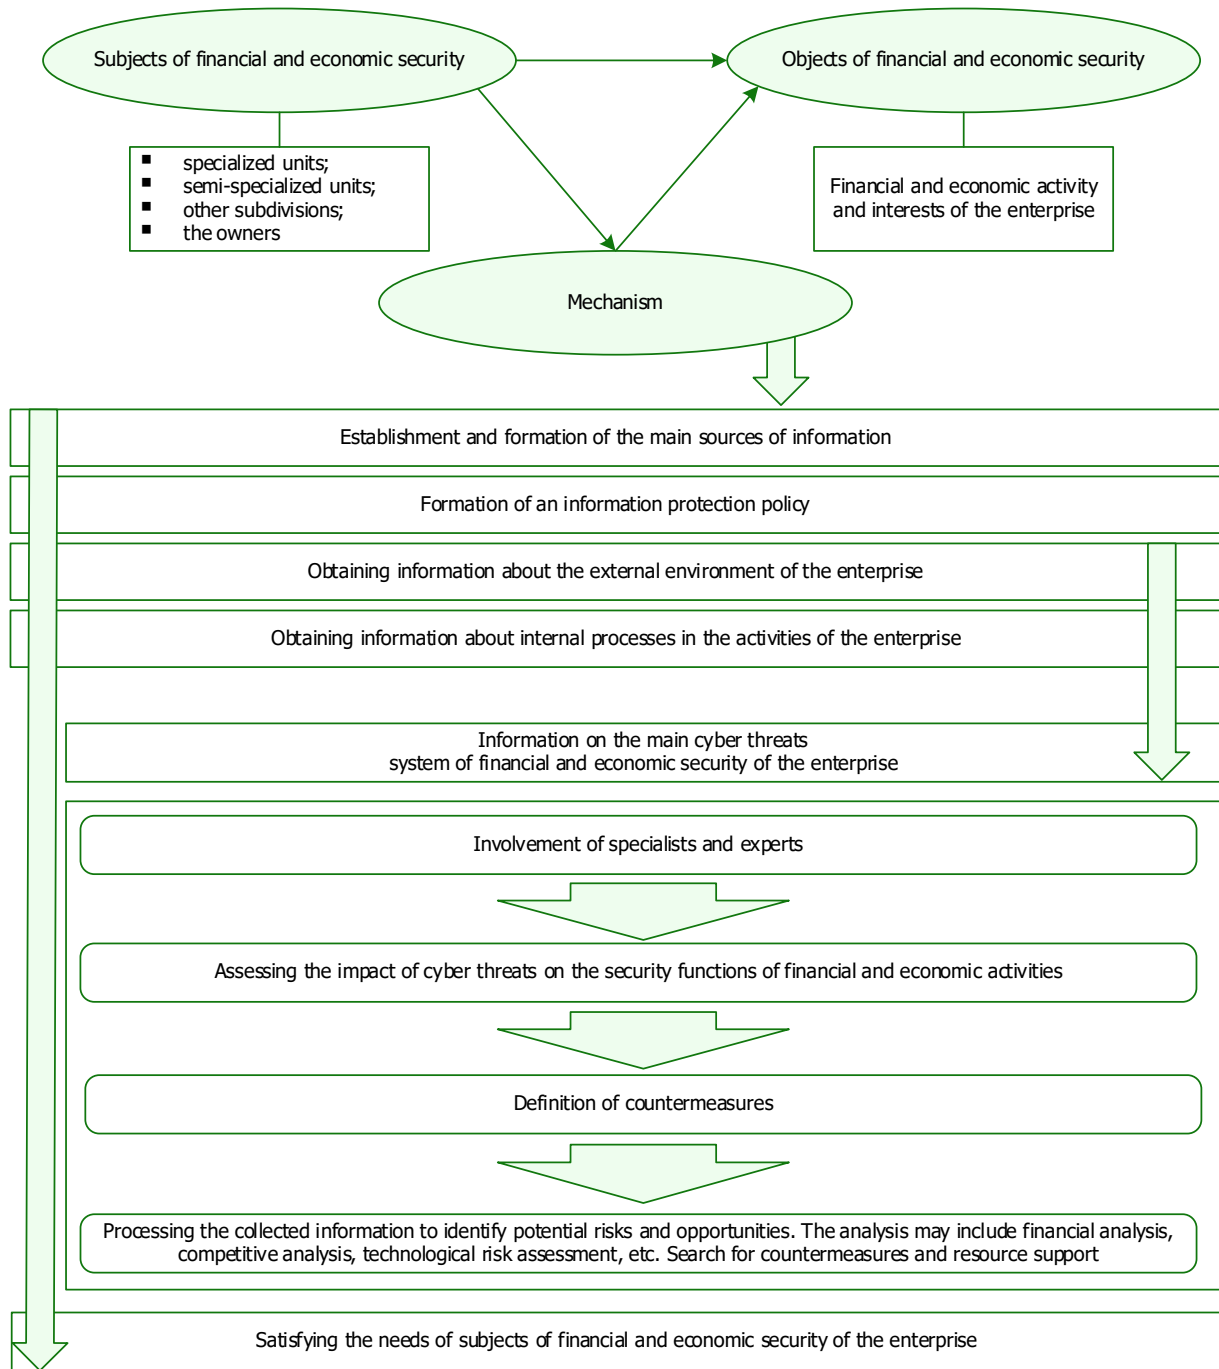 Subjects of financial and economic security
Objects of financial and economic security
▪ specialized units;
▪ semi-specialized units;
▪ other subdivisions;
▪ the owners
Financial and economic activity
and interests of the enterprise
Mechanism
Establishment and formation of the main sources of information
Formation of an information protection policy
Obtaining information about the external environment of the enterprise
Obtaining information about internal processes in the activities of the enterprise
Information on the main cyber threats
system of financial and economic security of the enterprise
Involvement of specialists and experts
Assessing the impact of cyber threats on the security functions of financial and economic activities
Definition of countermeasures
Processing the collected information to identify potential risks and opportunities. The analysis may include financial analysis,
competitive analysis, technological risk assessment, etc. Search for countermeasures and resource support
Satisfying the needs of subjects of financial and economic security of the enterprise